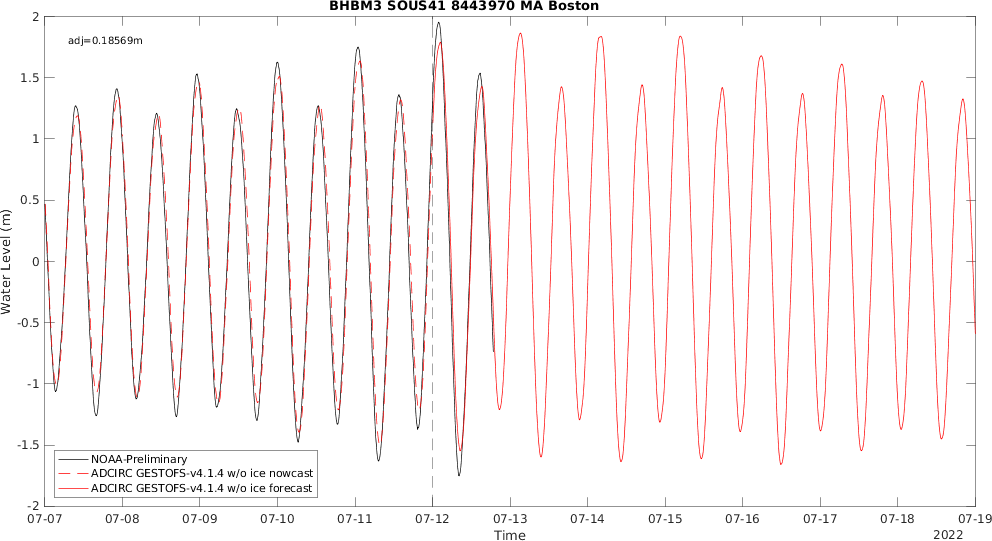 BHBM3 SOUS41 8443970 MA Boston
adj=0.18569m
2
1.5
1
0.5
0
-0.5
-1
-1.5
-2
Water Level (m)
NOAA-Preliminary
ADCIRC GESTOFS-v4.1.4 w/o ice nowcast
ADCIRC GESTOFS-v4.1.4 w/o ice forecast
07-07 07-08 07-09 07-10 07-11 07-12 07-13 07-14 07-15 07-16 07-17 07-18 07-19
Time
2022